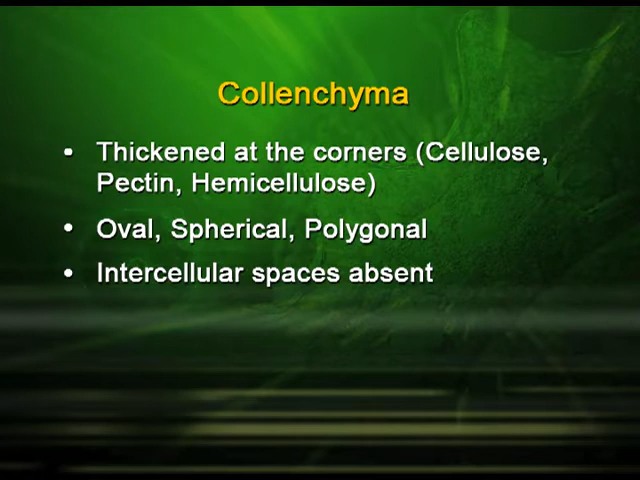 Collenchyma
• Thickened at the corners (Cellulose,
Pectin, Hemicellulose)
• Oval, Spherical, Polygonal
• Intercellular spaces absent